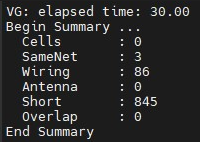 VG: elapsed time: 30.00
Begin Summary ...
  Cells      : 0
  SameNet    : 3
  Wiring     : 86
  Antenna    : 0
  Short      : 845
  Overlap    : 0
End Summary